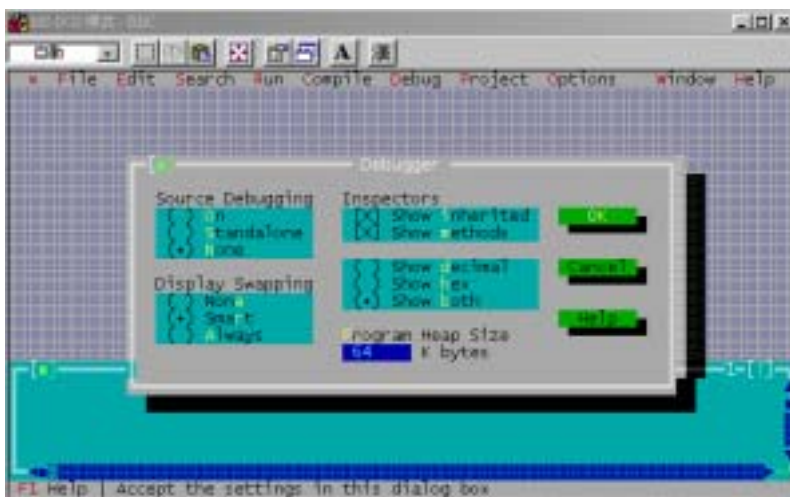 File Edit Search Run Compile Debug Project Options Window Help
Debugger
Source Debugging
( ) On
( ) Standalone
(•) None
Display Swapping
( ) None
(•) Smart
( ) Always
Inspectors
[X] Show inherited
[X] Show methods
( ) Show decimal
( ) Show hex
(•) Show both
Program Heap Size
64 K bytes
OK
Cancel
Help
1
F1 Help | Accept the settings in this dialog box